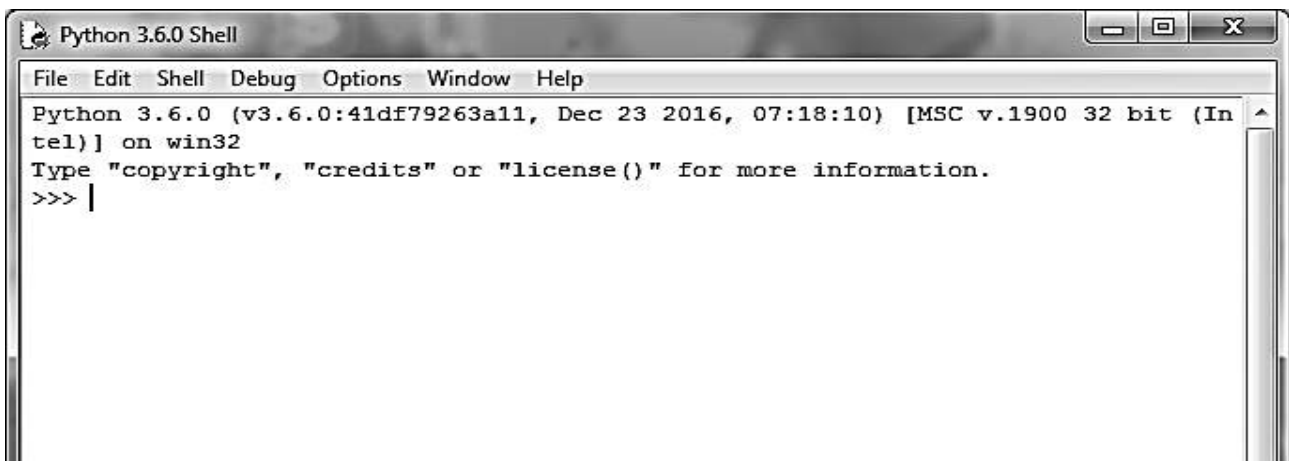 Python 3.6.0 Shell
File Edit Shell Debug Options Window Help
Python 3.6.0 (v3.6.0:41df79263a11, Dec 23 2016, 07:18:10) [MSC v.1900 32 bit (In
tel)] on win32
Type "copyright", "credits" or "license()" for more information.
>>>